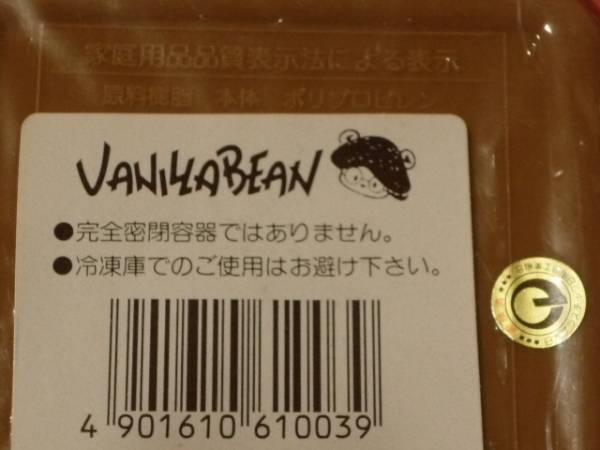 家庭用品品質表示法による表示
原料樹脂 本体 ポリプロピレン
VANILLABEAN
●完全密閉容器ではありません。
●冷凍庫でのご使用はお避け下さい。
4 901610 610039